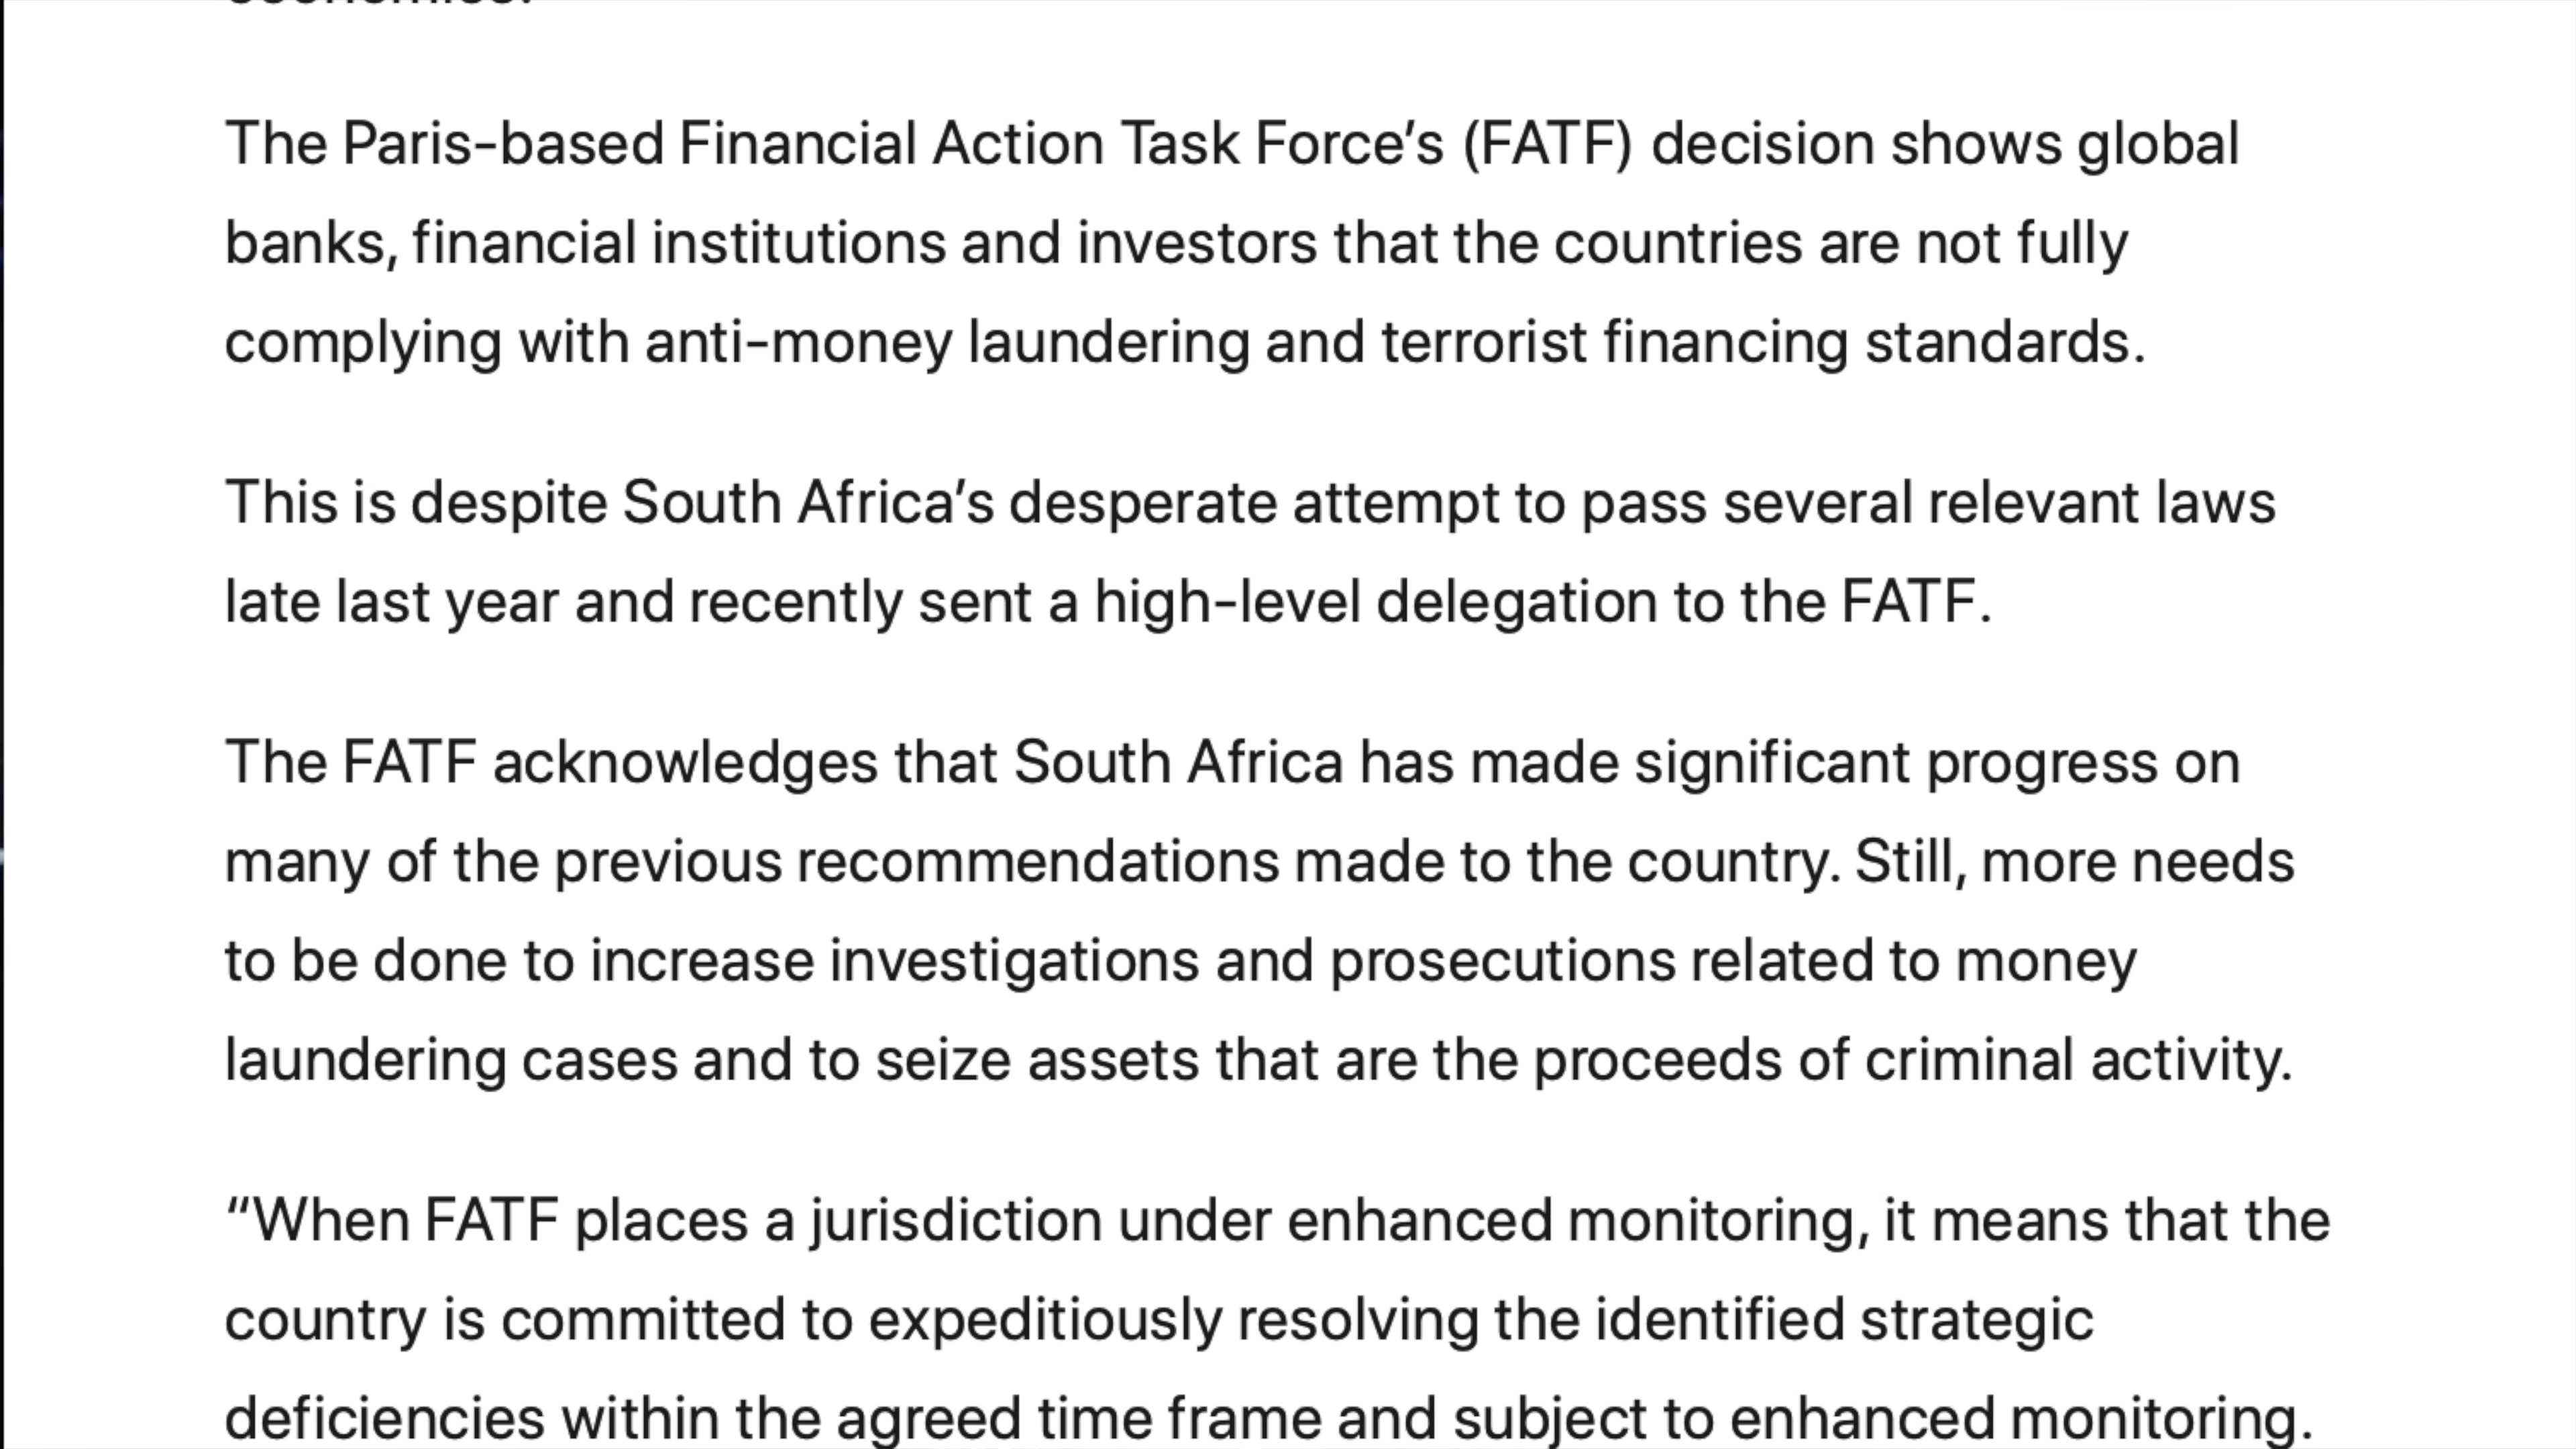 The Paris-based Financial Action Task Force’s (FATF) decision shows global
banks, financial institutions and investors that the countries are not fully
complying with anti-money laundering and terrorist financing standards.
This is despite South Africa’s desperate attempt to pass several relevant laws
late last year and recently sent a high-level delegation to the FATF.
The FATF acknowledges that South Africa has made significant progress on
many of the previous recommendations made to the country. Still, more needs
to be done to increase investigations and prosecutions related to money
laundering cases and to seize assets that are the proceeds of criminal activity.
“When FATF places a jurisdiction under enhanced monitoring, it means that the
country is committed to expeditiously resolving the identified strategic
deficiencies within the agreed time frame and subject to enhanced monitoring.